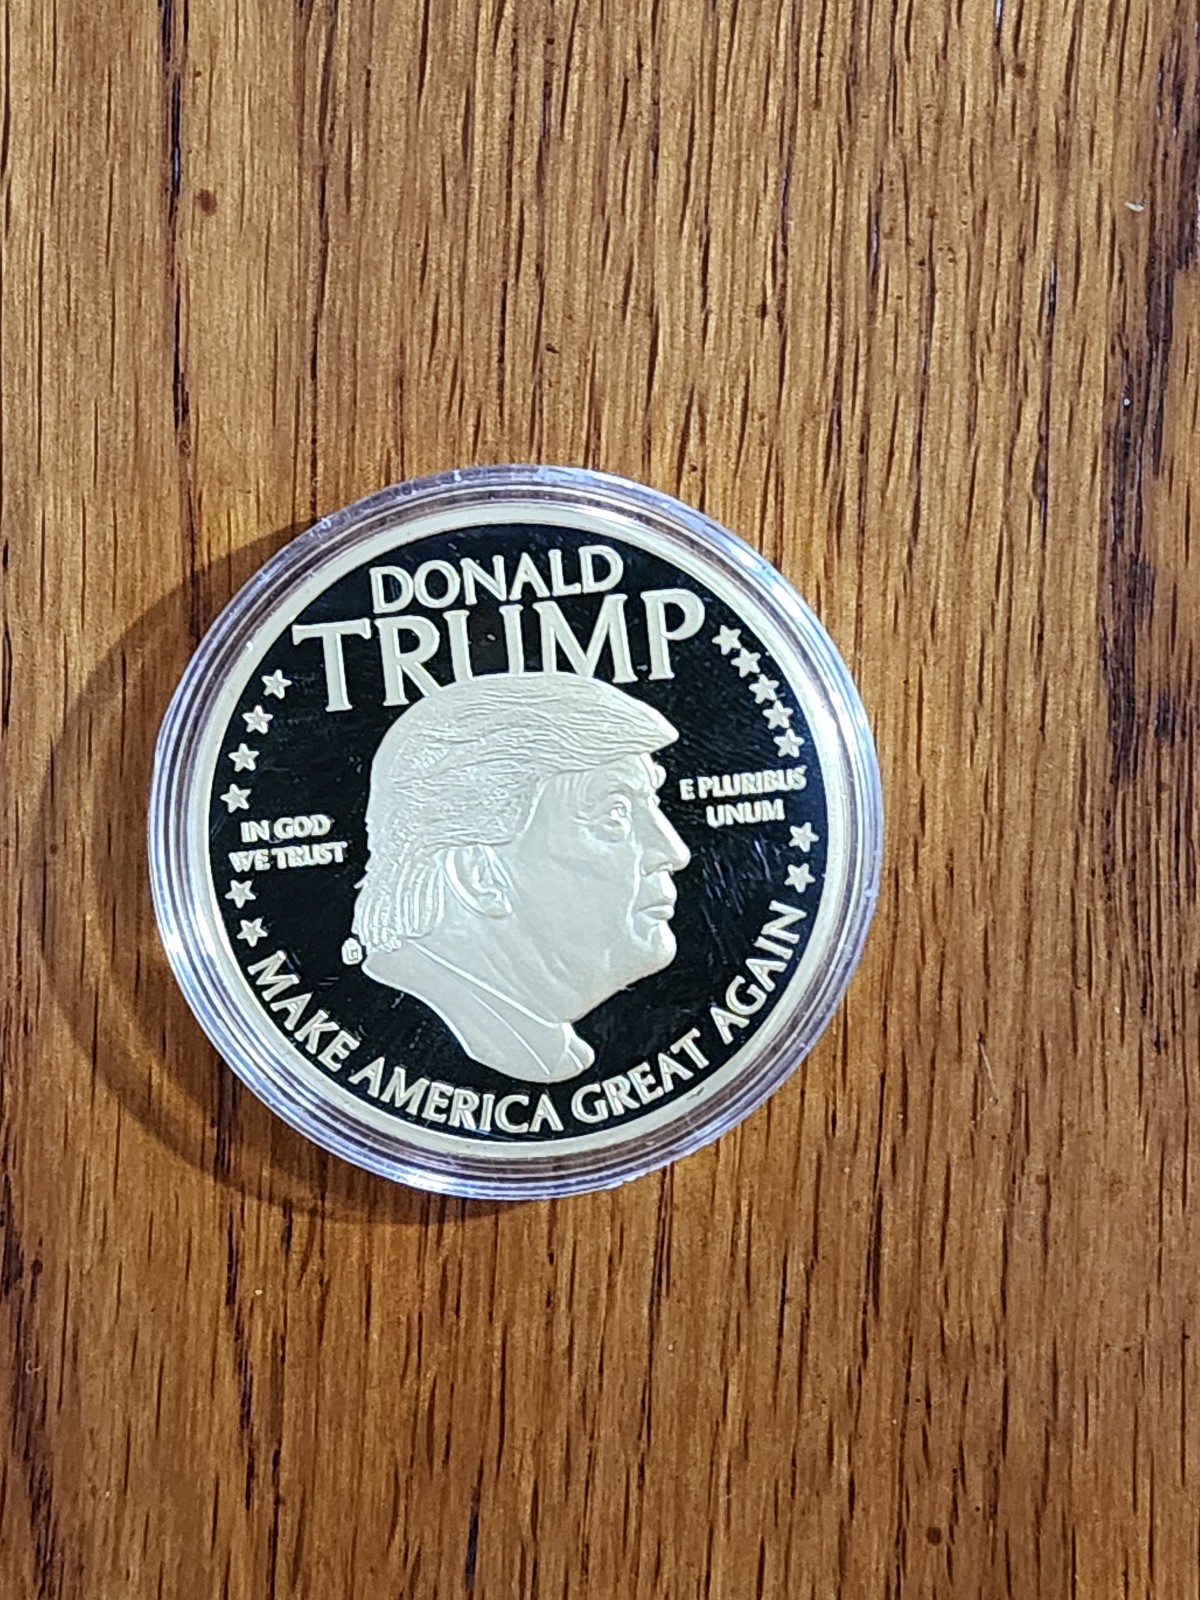 DONALD
TRUMP
E PLURIBUS
UNUM
IN GOD
WE TRUST
G
MAKE AMERICA GREAT AGAIN